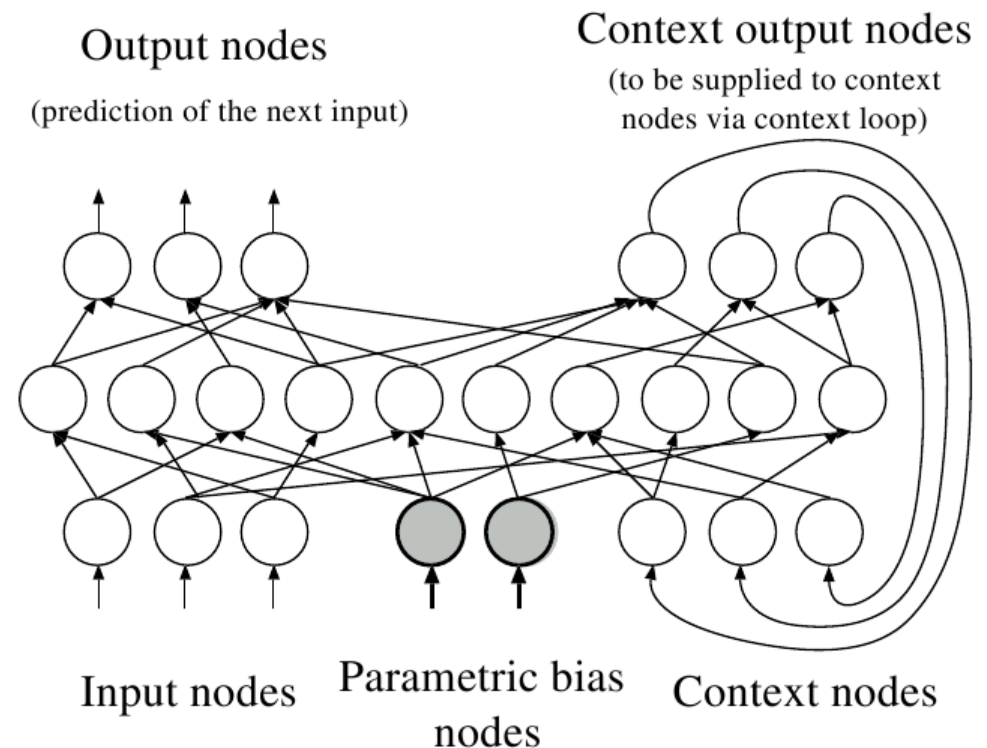 Output nodes
(prediction of the next input)
Context output nodes
(to be supplied to context
nodes via context loop)
Input nodes
Parametric bias
nodes
Context nodes